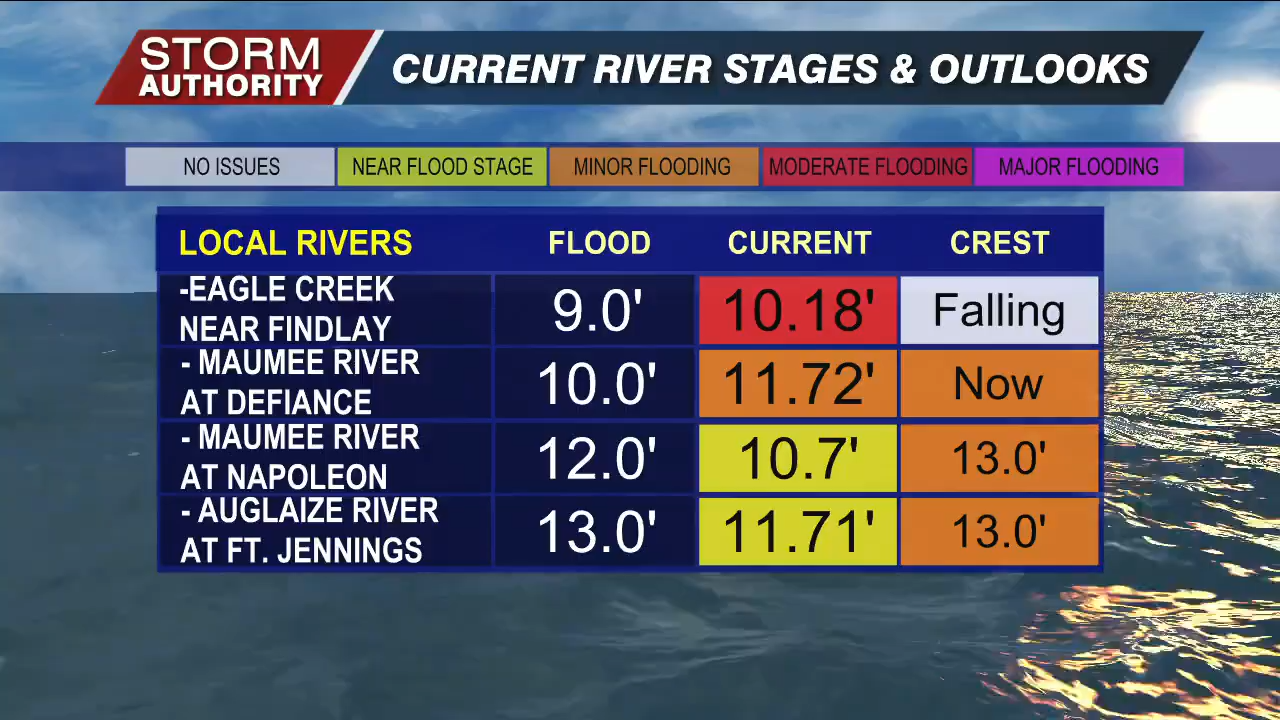 STORM
AUTHORITY
CURRENT RIVER STAGES & OUTLOOKS
NO ISSUES NEAR FLOOD STAGE MINOR FLOODING MODERATE FLOODING MAJOR FLOODING
LOCAL RIVERS FLOOD CURRENT CREST
-EAGLE CREEK
NEAR FINDLAY 9.0' 10.18' Falling
- MAUMEE RIVER
AT DEFIANCE 10.0' 11.72' Now
- MAUMEE RIVER
AT NAPOLEON 12.0' 10.7' 13.0'
- AUGLAIZE RIVER
AT FT. JENNINGS 13.0' 11.71' 13.0'